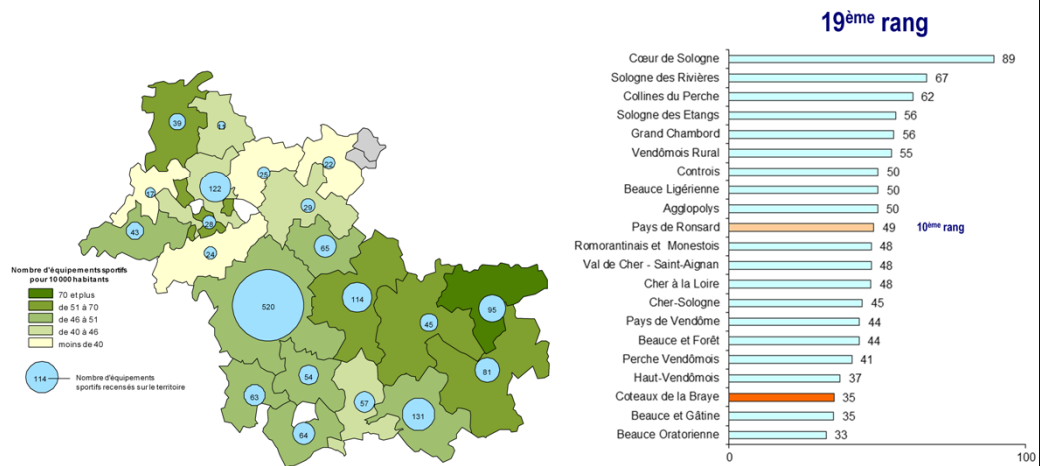 19ème rang
39
13
122
25
22
17
29
43
28
24
65
520
114
95
45
81
54
63
57
131
64
Nombre d'équipements sportifs
pour 10 000 habitants
70 et plus
de 51 à 70
de 46 à 51
de 40 à 46
moins de 40
114
Nombre d'équipements
sportifs recensés sur le territoire
Cœur de Sologne 89
Sologne des Rivières 67
Collines du Perche 62
Sologne des Etangs 56
Grand Chambord 56
Vendômois Rural 55
Controis 50
Beauce Ligérienne 50
Agglopolys 50
Pays de Ronsard 49 10ème rang
Romorantinais et Monestois 48
Val de Cher - Saint-Aignan 48
Cher à la Loire 48
Cher-Sologne 45
Pays de Vendôme 44
Beauce et Forêt 44
Perche Vendômois 41
Haut-Vendômois 37
Coteaux de la Braye 35
Beauce et Gâtine 35
Beauce Oratorienne 33
0 100